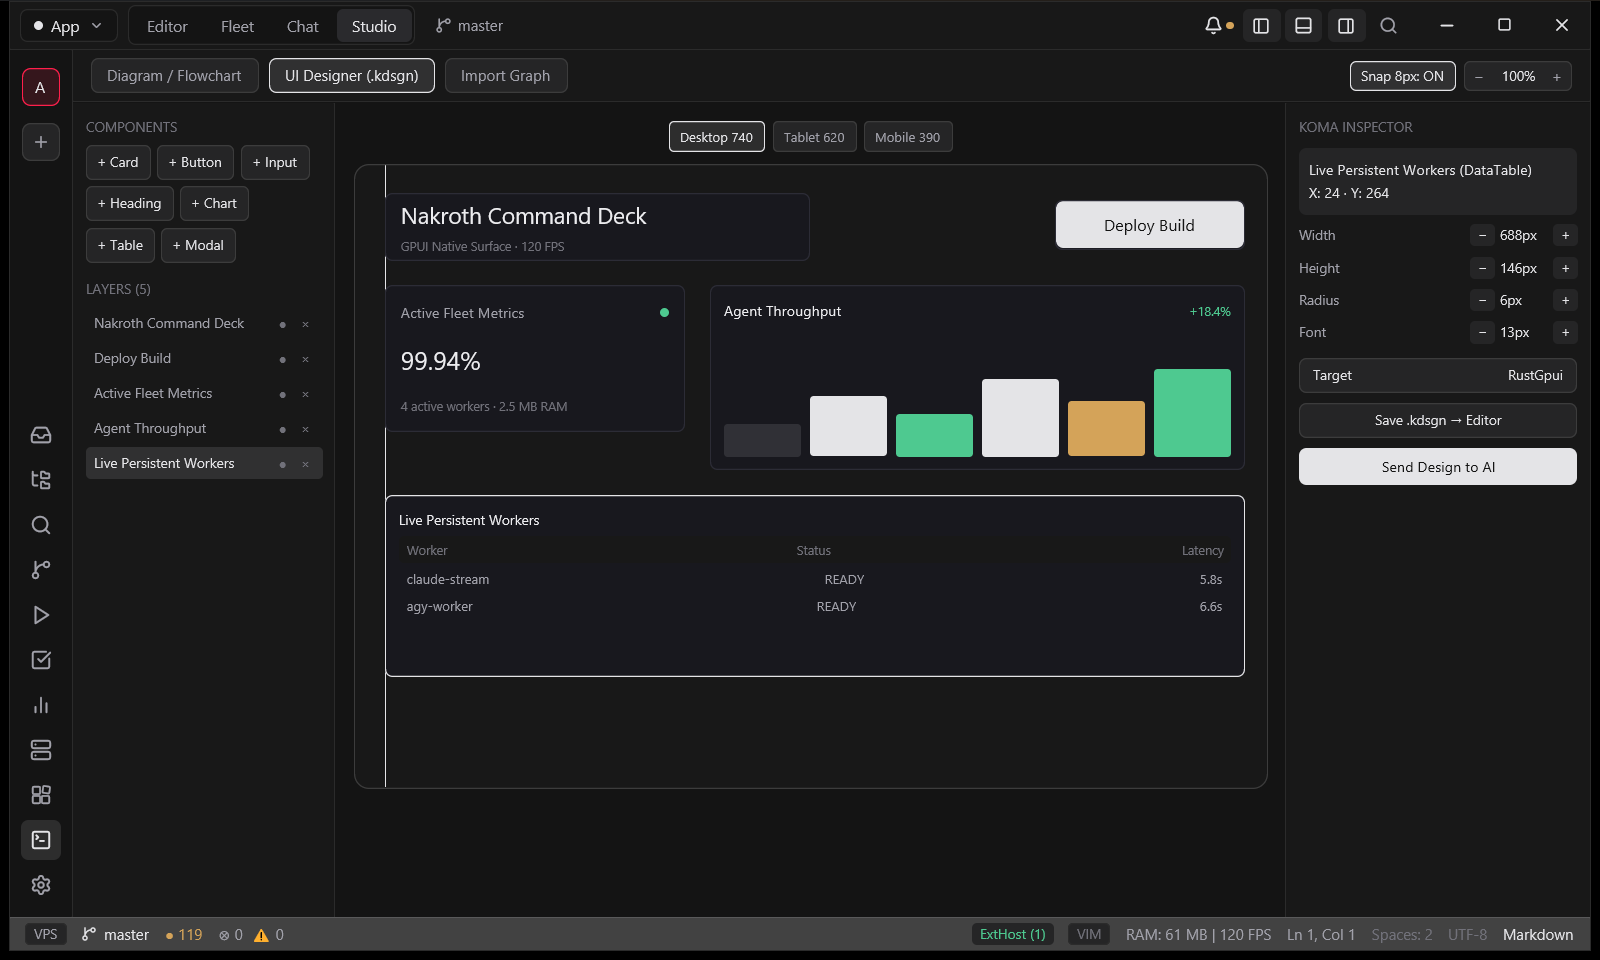 App
Editor
Fleet
Chat
Studio
master
A
Diagram / Flowchart
UI Designer (.kdsgn)
Import Graph
Snap 8px: ON
− 100% +
COMPONENTS
+ Card
+ Button
+ Input
+ Heading
+ Chart
+ Table
+ Modal
LAYERS (5)
Nakroth Command Deck
Deploy Build
Active Fleet Metrics
Agent Throughput
Live Persistent Workers
Desktop 740
Tablet 620
Mobile 390
Nakroth Command Deck
GPUI Native Surface · 120 FPS
Deploy Build
Active Fleet Metrics
99.94%
4 active workers · 2.5 MB RAM
Agent Throughput
+18.4%
Live Persistent Workers
Worker Status Latency
claude-stream READY 5.8s
agy-worker READY 6.6s
KOMA INSPECTOR
Live Persistent Workers (DataTable)
X: 24 · Y: 264
Width − 688px +
Height − 146px +
Radius − 6px +
Font − 13px +
Target RustGpui
Save .kdsgn → Editor
Send Design to AI
VPS
master
119
0
0
ExtHost (1)
VIM
RAM: 61 MB | 120 FPS
Ln 1, Col 1
Spaces: 2
UTF-8
Markdown